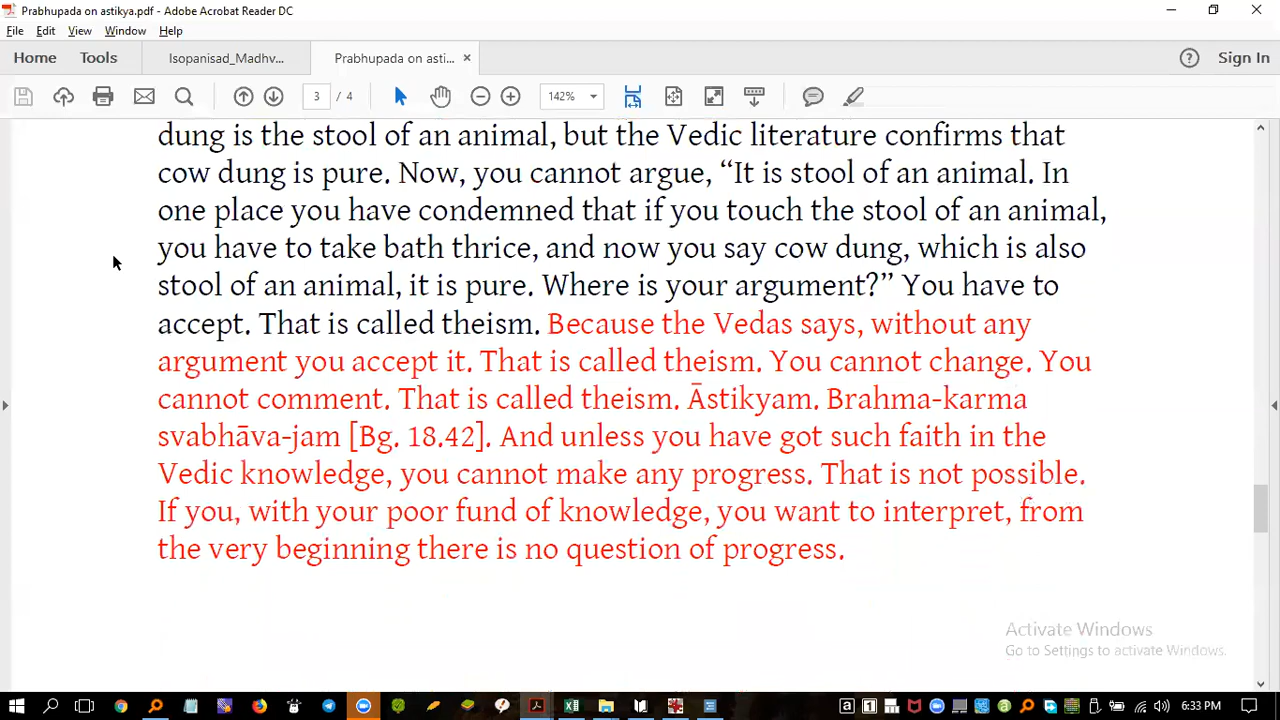 Prabhupada on astikya.pdf - Adobe Acrobat Reader DC
File Edit View Window Help
Home Tools Isopanisad_Madhv... Prabhupada on asti... × Sign In
3 / 4 142%
dung is the stool of an animal, but the Vedic literature confirms that
cow dung is pure. Now, you cannot argue, “It is stool of an animal. In
one place you have condemned that if you touch the stool of an animal,
you have to take bath thrice, and now you say cow dung, which is also
stool of an animal, it is pure. Where is your argument?” You have to
accept. That is called theism. Because the Vedas says, without any
argument you accept it. That is called theism. You cannot change. You
cannot comment. That is called theism. Āstikyam. Brahma-karma
svabhāva-jam [Bg. 18.42]. And unless you have got such faith in the
Vedic knowledge, you cannot make any progress. That is not possible.
If you, with your poor fund of knowledge, you want to interpret, from
the very beginning there is no question of progress.
Activate Windows
Go to Settings to activate Windows.
6:33 PM